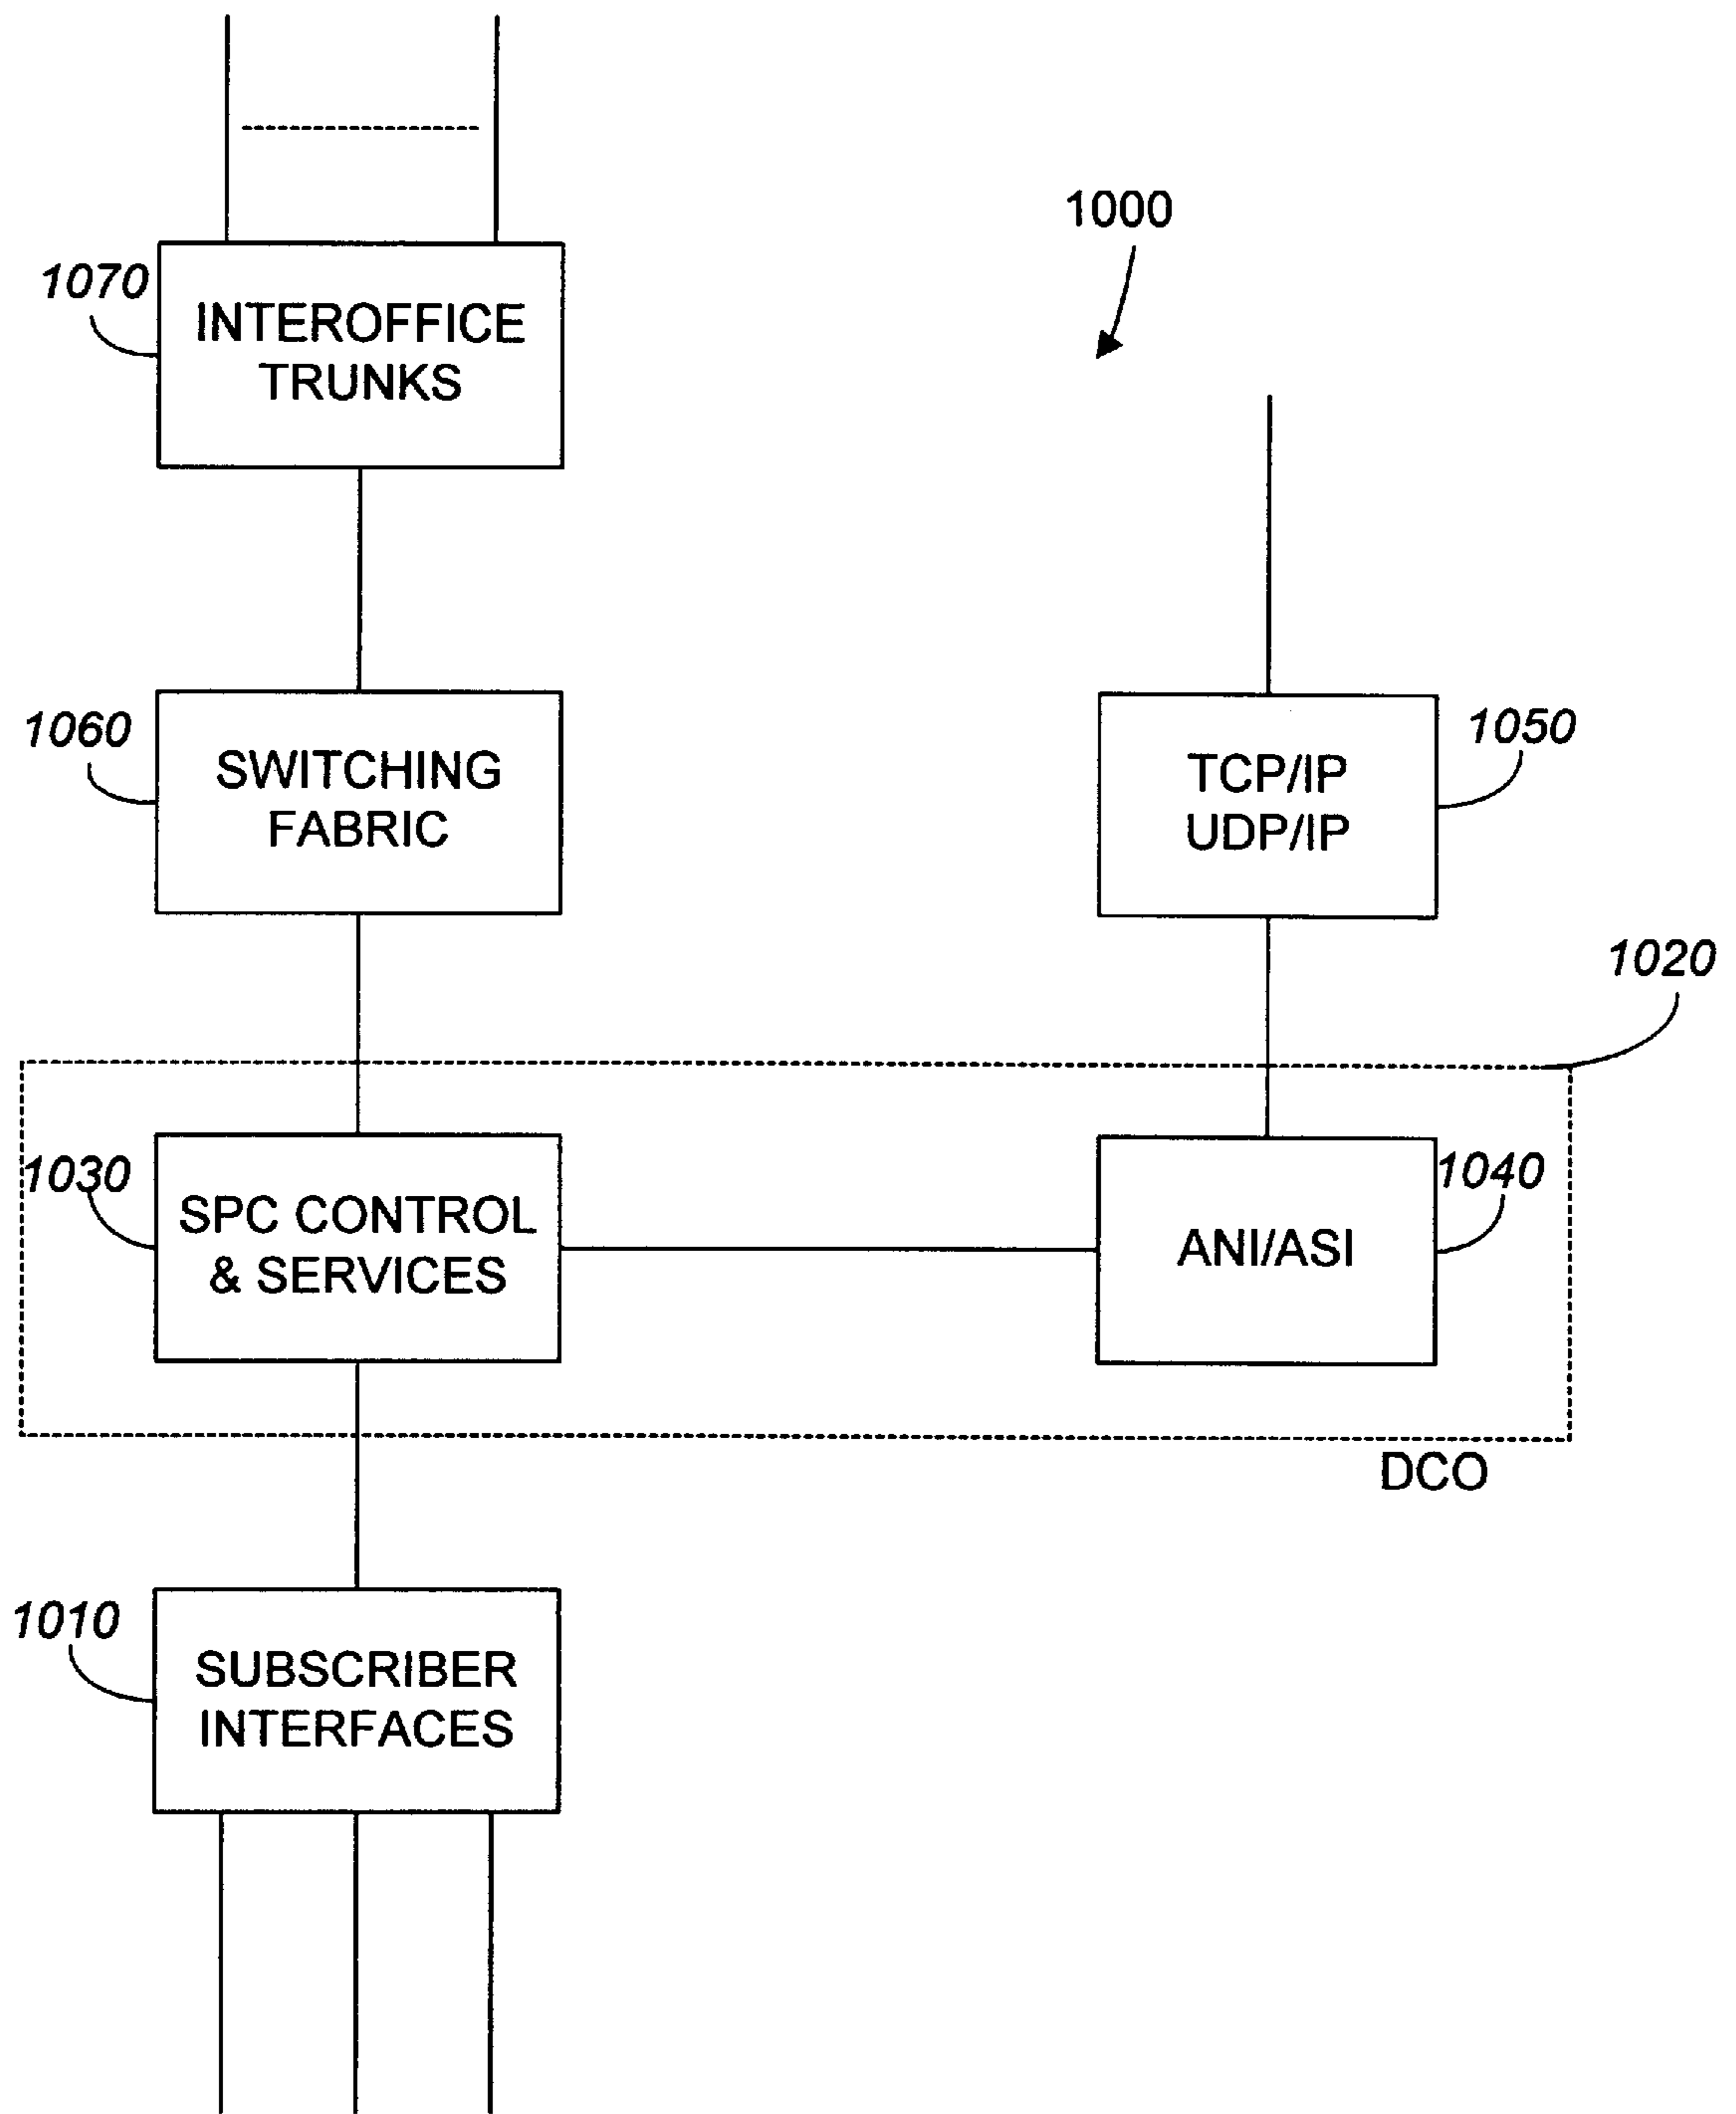 1000
1070
INTEROFFICE
TRUNKS
1060
SWITCHING
FABRIC
1050
TCP/IP
UDP/IP
1020
1030
SPC CONTROL
& SERVICES
1040
ANI/ASI
DCO
1010
SUBSCRIBER
INTERFACES